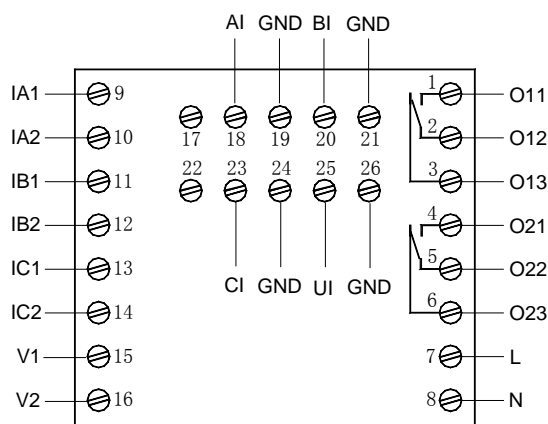 AI GND BI GND
IA1 9 1 O11
17 18 19 20 21
IA2 10 2 O12
22 23 24 25 26
IB1 11 3 O13
IB2 12 4 O21
IC1 13 5 O22
CI GND UI GND
IC2 14 6 O23
V1 15 7 L
V2 16 8 N